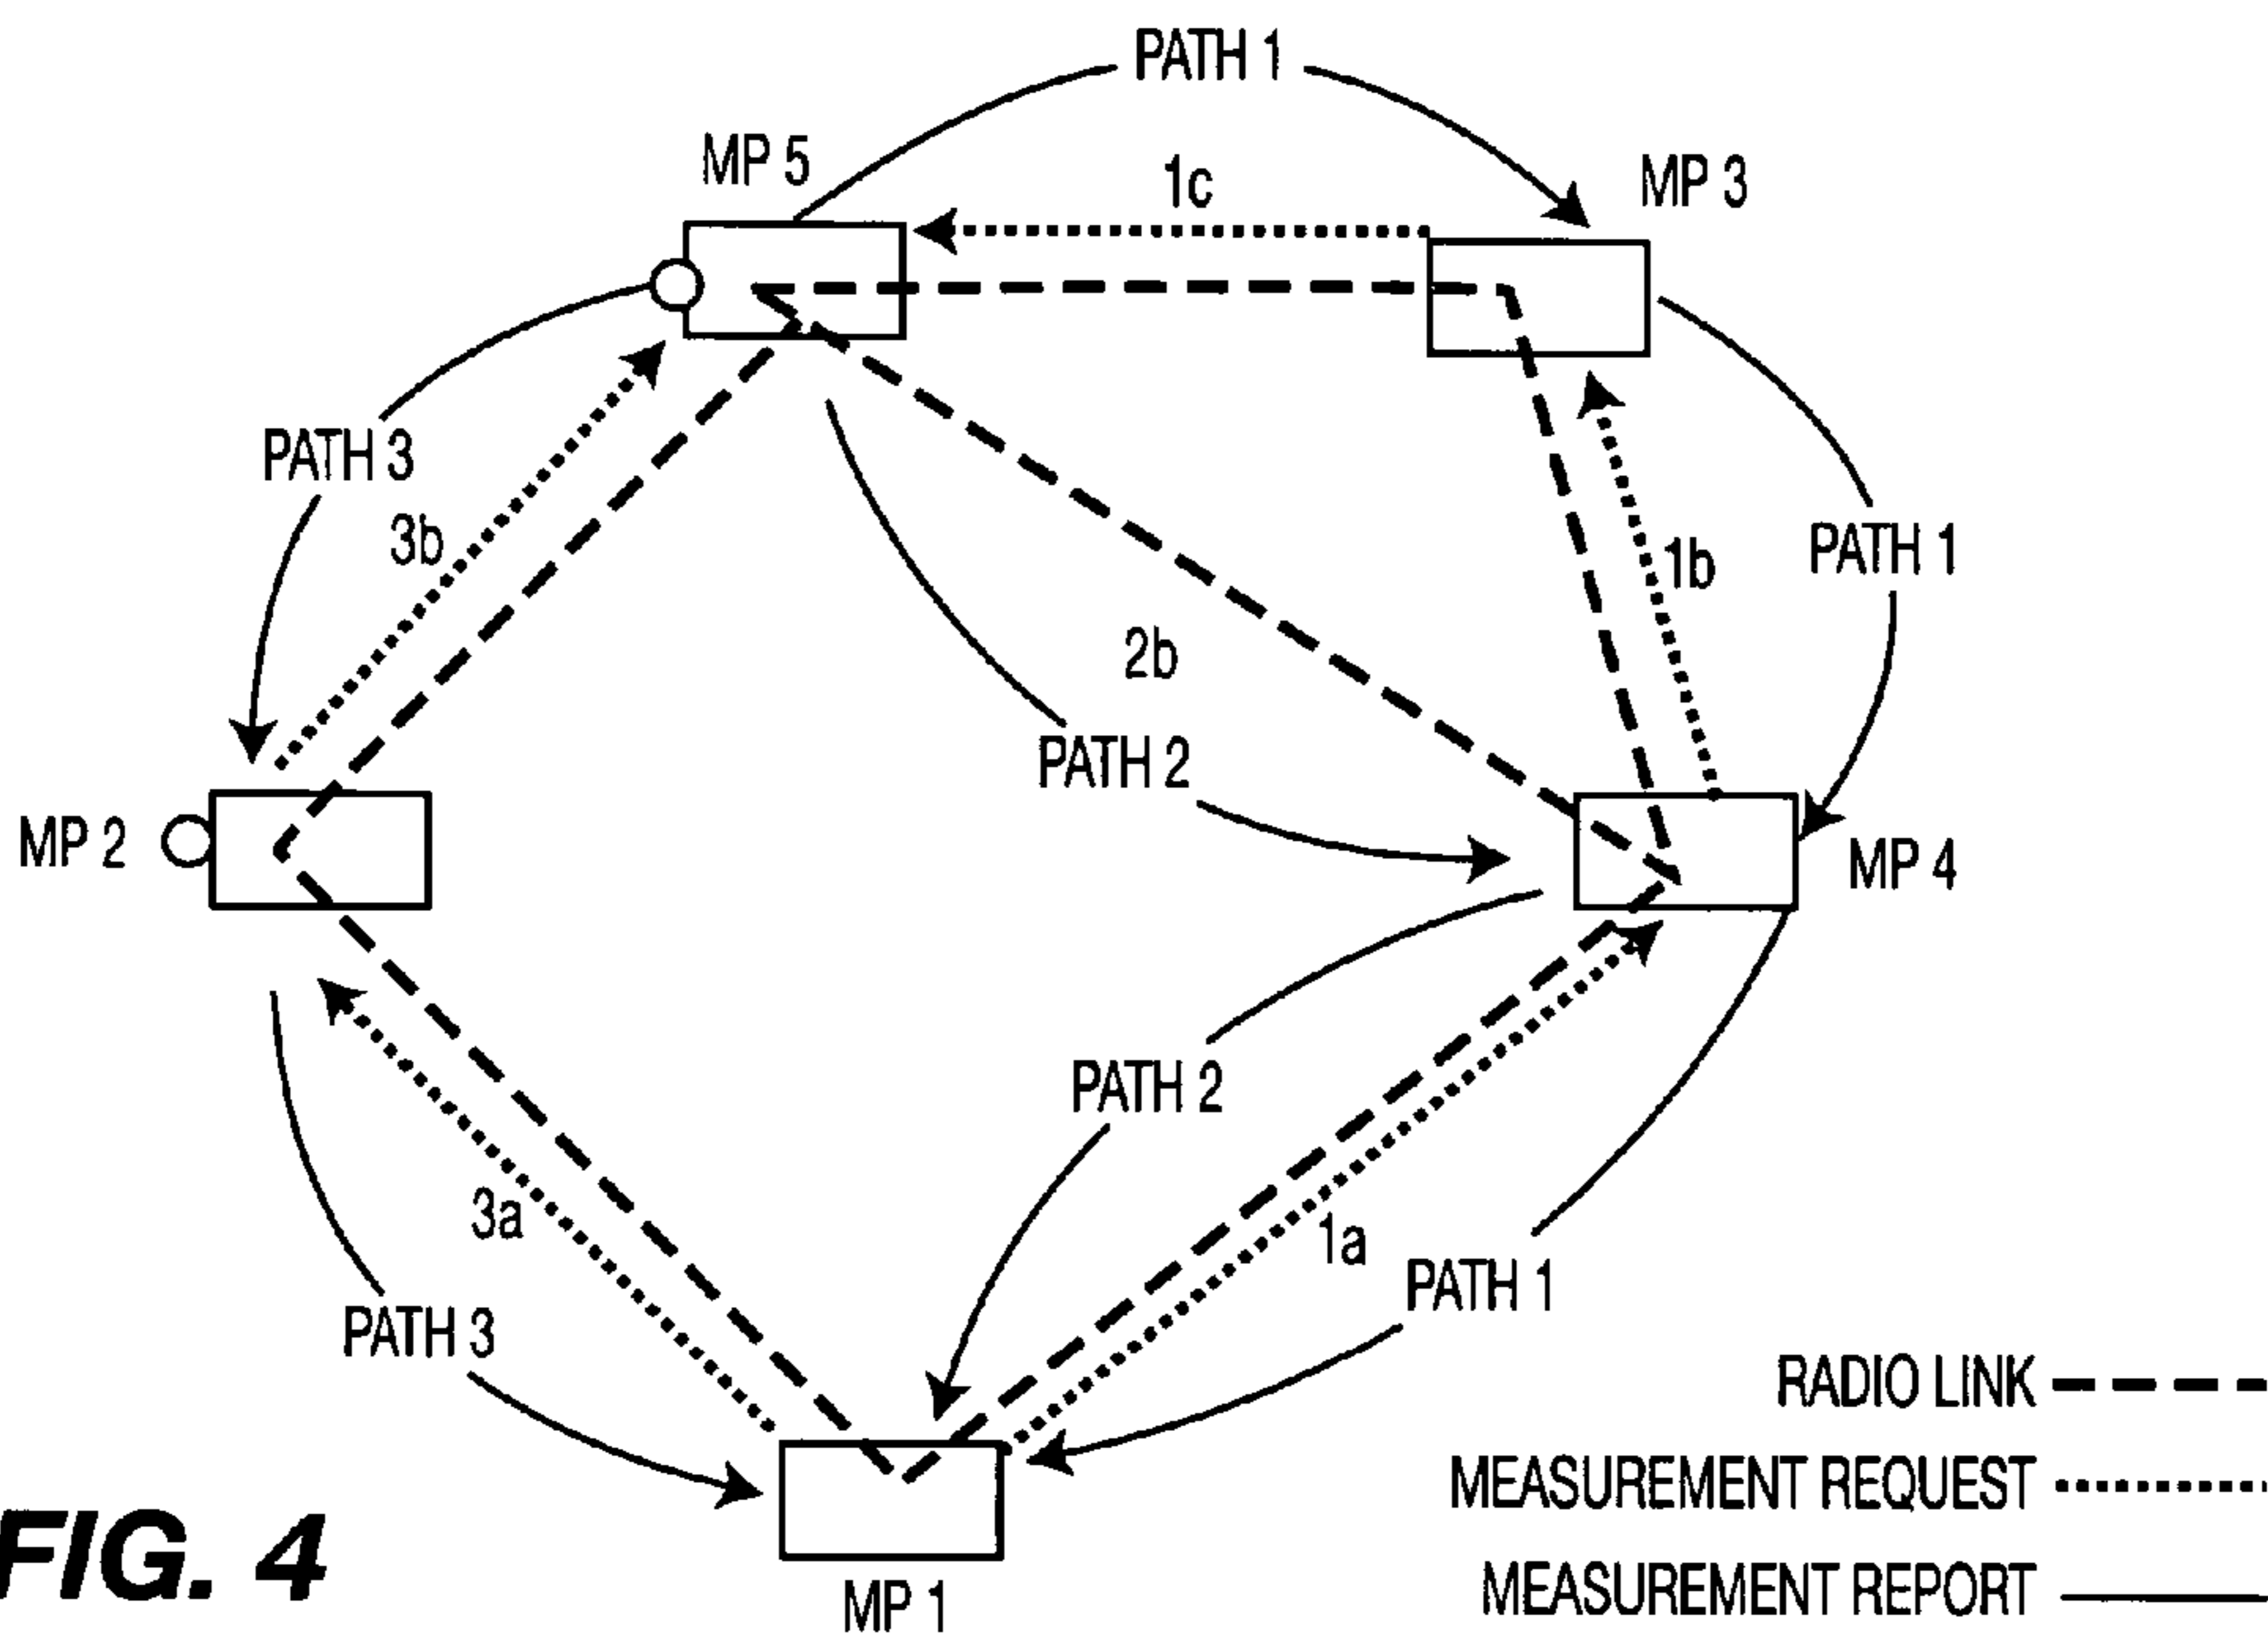 PATH 1
MP 5
1c
MP 3
PATH 3
3b
1b
PATH 1
2b
PATH 2
MP 2
MP 4
PATH 2
3a
1a
PATH 1
PATH 3
RADIO LINK
MEASUREMENT REQUEST
FIG. 4
MP 1
MEASUREMENT REPORT